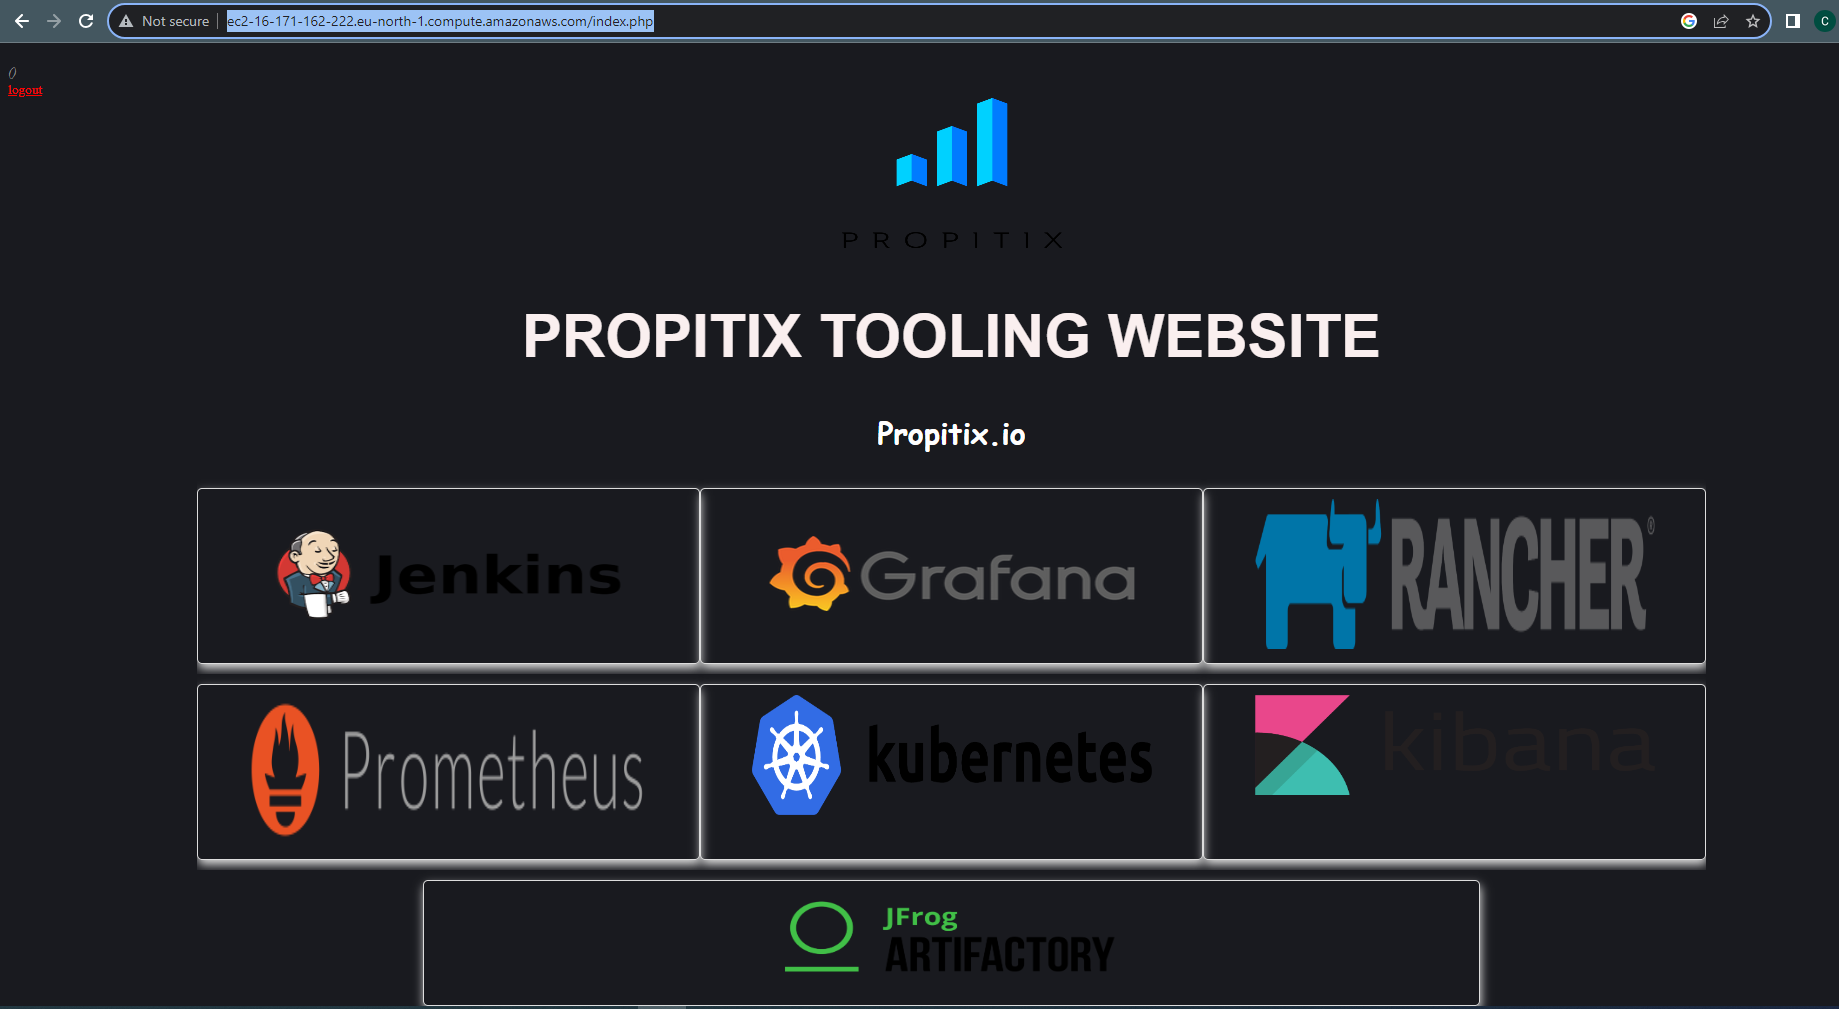 Not secure
ec2-16-171-162-222.eu-north-1.compute.amazonaws.com/index.php
C
()
logout
PROPITIX
PROPITIX TOOLING WEBSITE
Propitix.io
Jenkins
Grafana
RANCHER®
Prometheus
kubernetes
kibana
JFrog
ARTIFACTORY